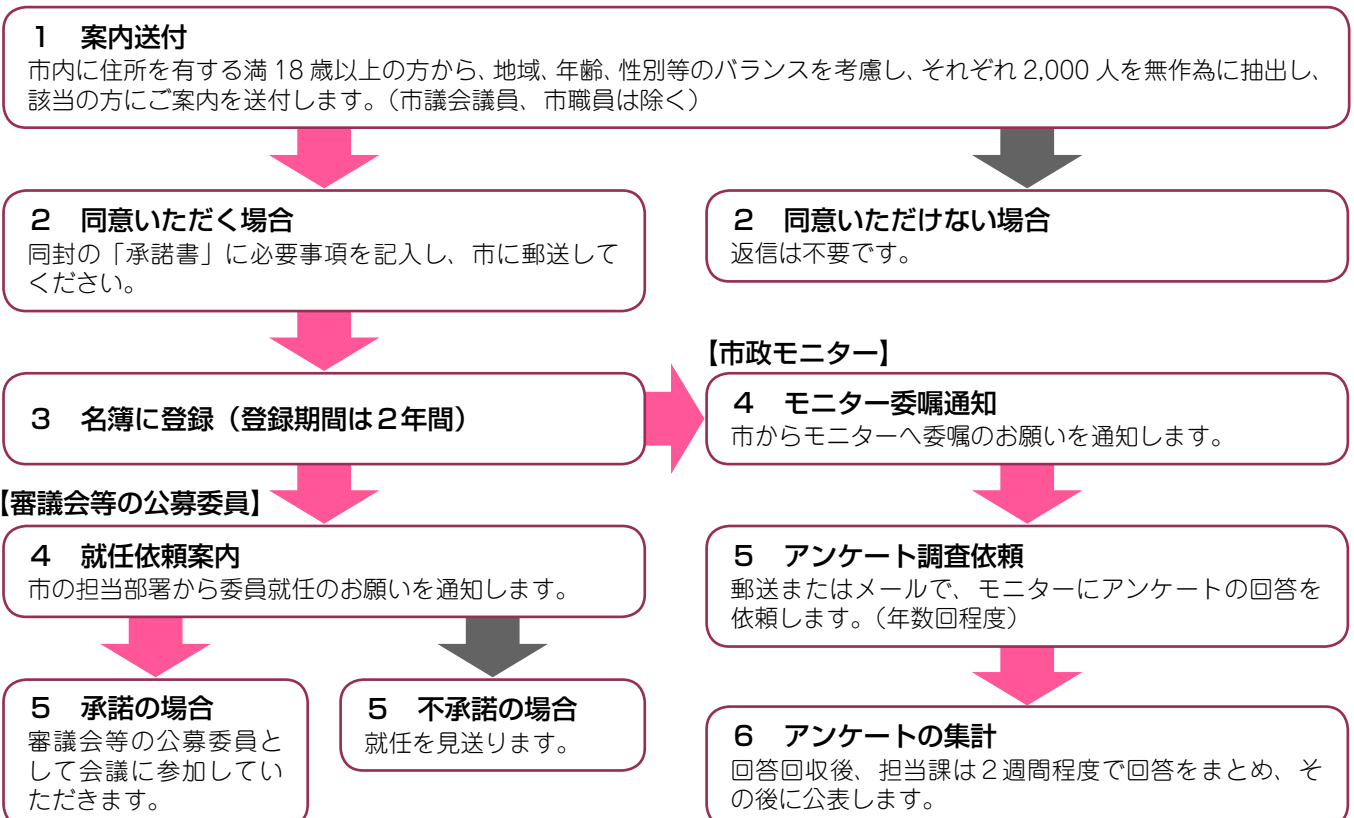 １　案内送付
市内に住所を有する満 18 歳以上の方から、地域、年齢、性別等のバランスを考慮し、それぞれ 2,000 人を無作為に抽出し、
該当の方にご案内を送付します。（市議会議員、市職員は除く）
２　同意いただく場合
同封の「承諾書」に必要事項を記入し、市に郵送して
ください。
２　同意いただけない場合
返信は不要です。
３　名簿に登録（登録期間は２年間）
【市政モニター】
４　モニター委嘱通知
市からモニターへ委嘱のお願いを通知します。
【審議会等の公募委員】
４　就任依頼案内
市の担当部署から委員就任のお願いを通知します。
５　アンケート調査依頼
郵送またはメールで、モニターにアンケートの回答を
依頼します。（年数回程度）
５　承諾の場合
審議会等の公募委員と
して会議に参加してい
ただきます。
５　不承諾の場合
就任を見送ります。
６　アンケートの集計
回答回収後、担当課は２週間程度で回答をまとめ、そ
の後に公表します。